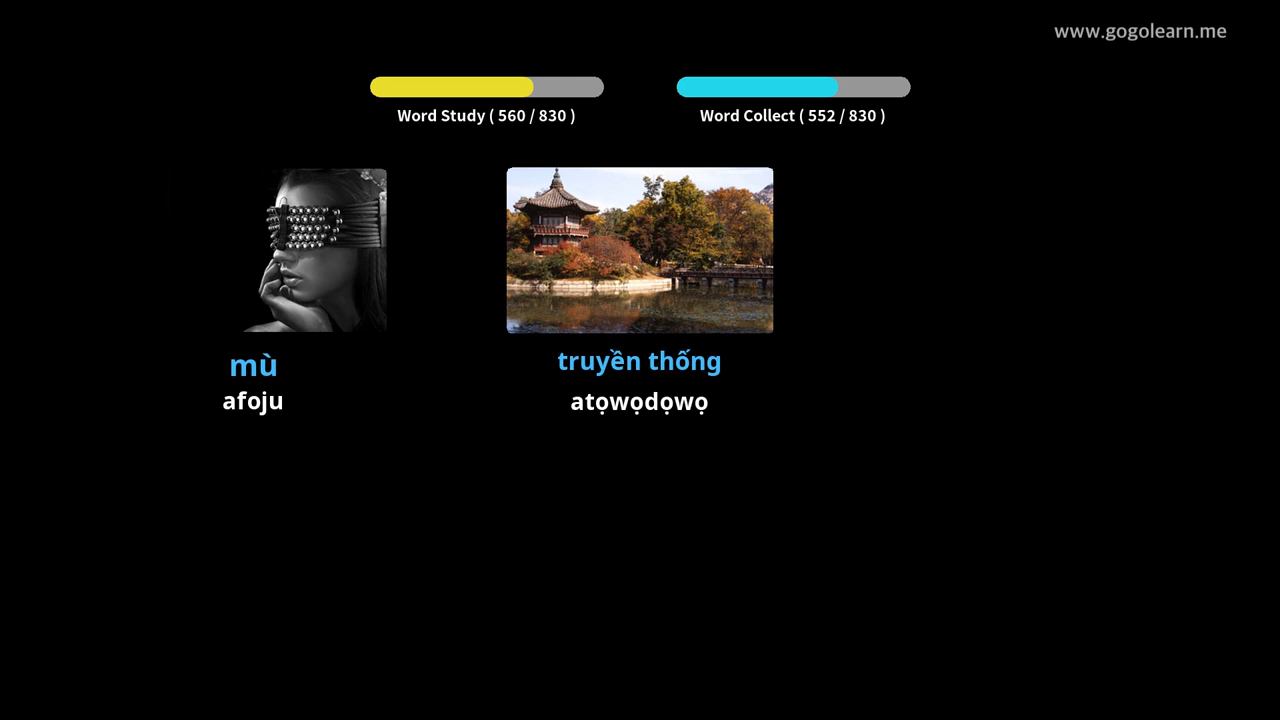 www.gogolearn.me
Word Study ( 560 / 830 )
Word Collect ( 552 / 830 )
mù
afoju
truyền thống
atọwọdọwọ